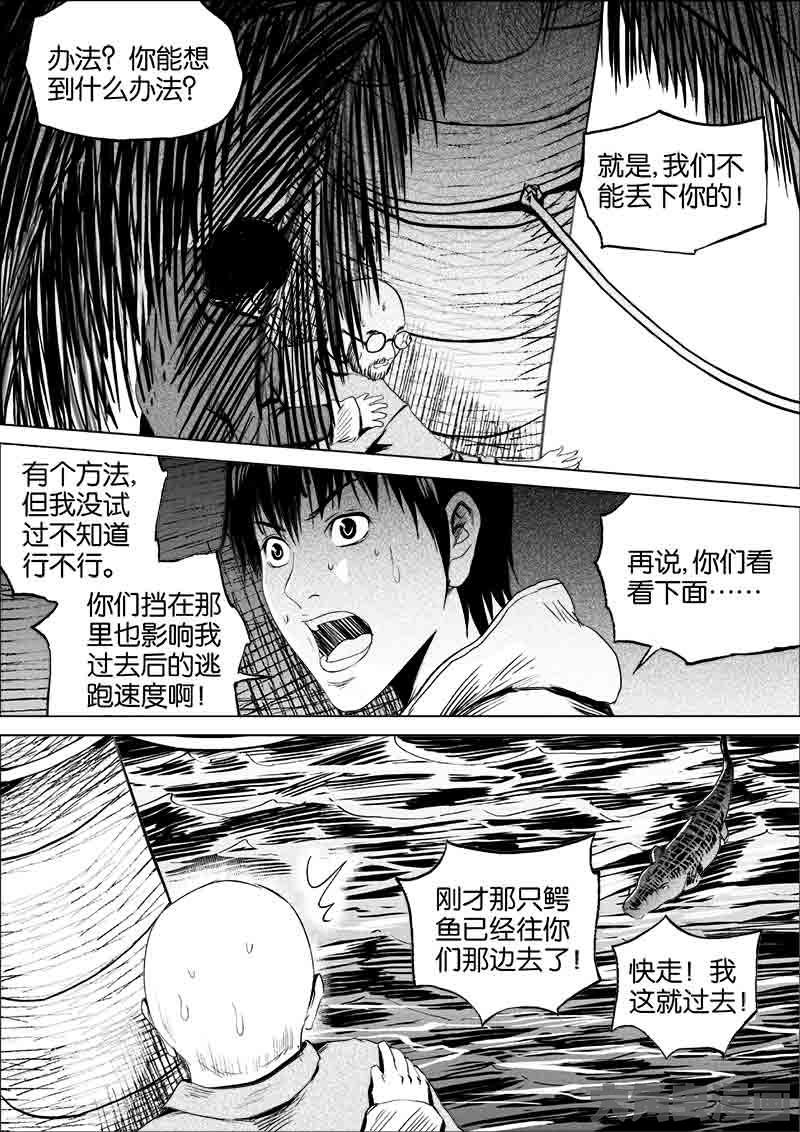 办法？你能想
到什么办法？
就是，我们不
能丢下你的！
有个方法，
但我没试
过不知道
行不行。
你们挡在那
里也影响我
过去后的逃
跑速度啊！
再说，你们看
看下面……
刚才那只鳄
鱼已经往你
们那边去了！
快走！我
这就过去！